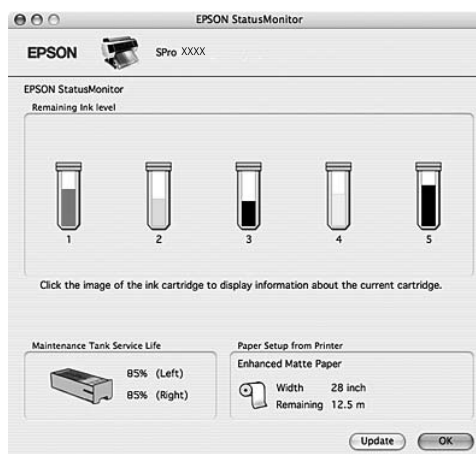 EPSON StatusMonitor
EPSON
SPro XXXX
EPSON StatusMonitor
Remaining Ink level
1 2 3 4 5
Click the image of the ink cartridge to display information about the current cartridge.
Maintenance Tank Service Life
85% (Left)
85% (Right)
Paper Setup from Printer
Enhanced Matte Paper
Width 28 inch
Remaining 12.5 m
Update OK